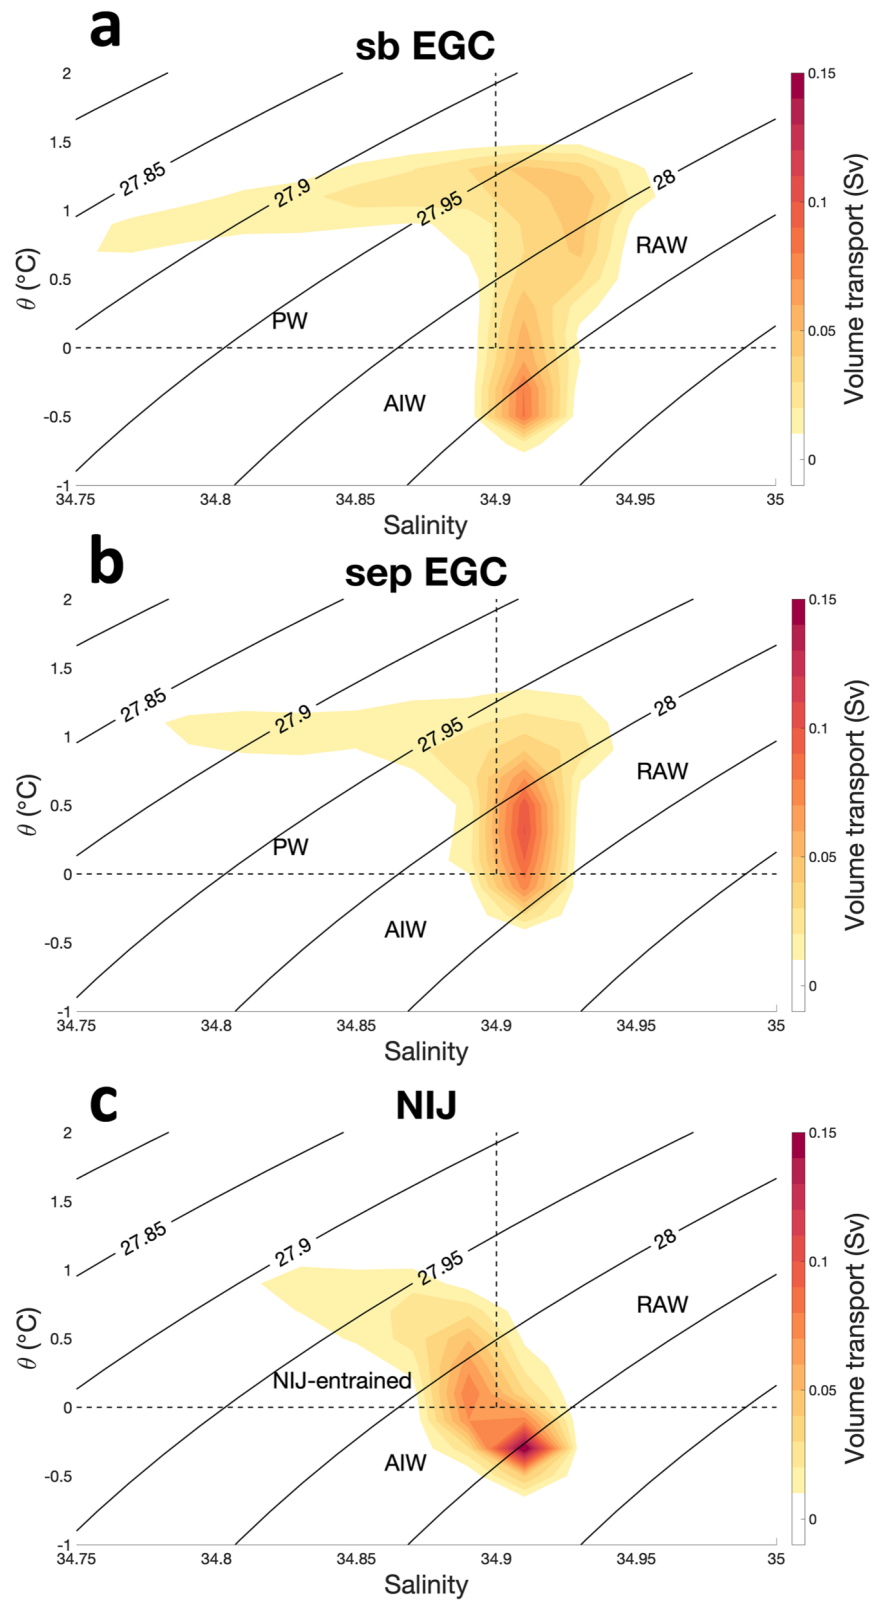 a
sb EGC
2
1.5
1
0.5
0
-0.5
-1
θ (°C)
27.85
27.9
27.95
28
RAW
PW
AIW
34.75
34.8
34.85
34.9
34.95
35
Salinity
0.15
0.1
0.05
0
Volume transport (Sv)
b
sep EGC
2
1.5
1
0.5
0
-0.5
-1
θ (°C)
27.85
27.9
27.95
28
RAW
PW
AIW
34.75
34.8
34.85
34.9
34.95
35
Salinity
0.15
0.1
0.05
0
Volume transport (Sv)
c
NIJ
2
1.5
1
0.5
0
-0.5
-1
θ (°C)
27.85
27.9
27.95
28
RAW
NIJ-entrained
AIW
34.75
34.8
34.85
34.9
34.95
35
Salinity
0.15
0.1
0.05
0
Volume transport (Sv)